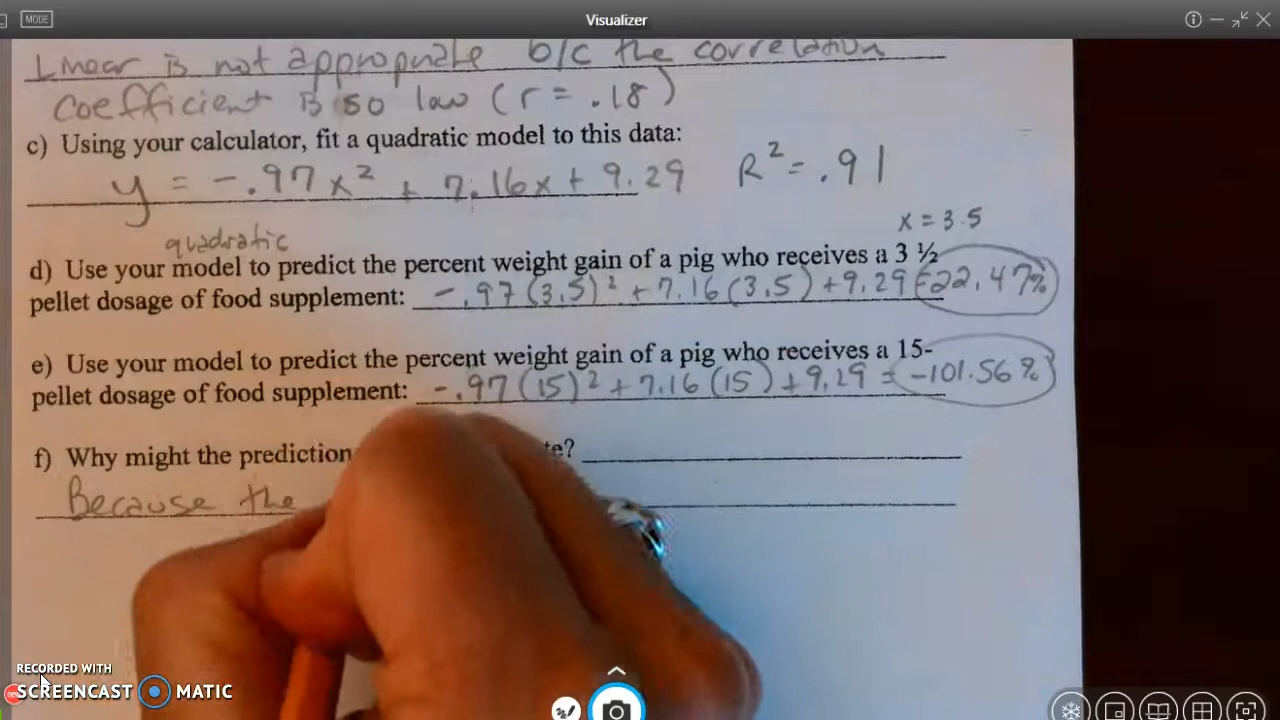 MODE
Visualizer
Linear is not appropriate b/c the correlation
coefficient is so low (r = .18)
c) Using your calculator, fit a quadratic model to this data:
y = -.97x² + 7.16x + 9.29 R² = .91
x = 3.5
quadratic
d) Use your model to predict the percent weight gain of a pig who receives a 3 ½
pellet dosage of food supplement: -.97(3.5)² + 7.16(3.5) + 9.29 = 22.47%
e) Use your model to predict the percent weight gain of a pig who receives a 15-
pellet dosage of food supplement: -.97(15)² + 7.16(15) + 9.29 = -101.56%
f) Why might the prediction te?
Because the
RECORDED WITH
SCREENCAST MATIC